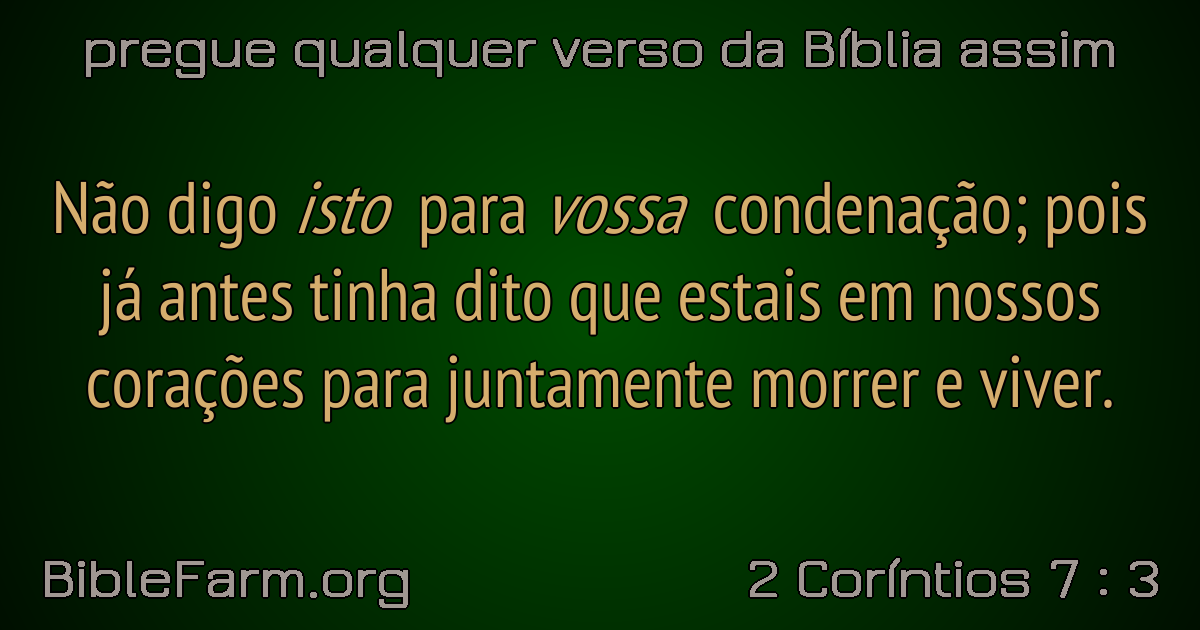 pregue qualquer verso da Bíblia assim
Não digo isto para vossa condenação; pois
já antes tinha dito que estais em nossos
corações para juntamente morrer e viver.
BibleFarm.org
2 Coríntios 7 : 3